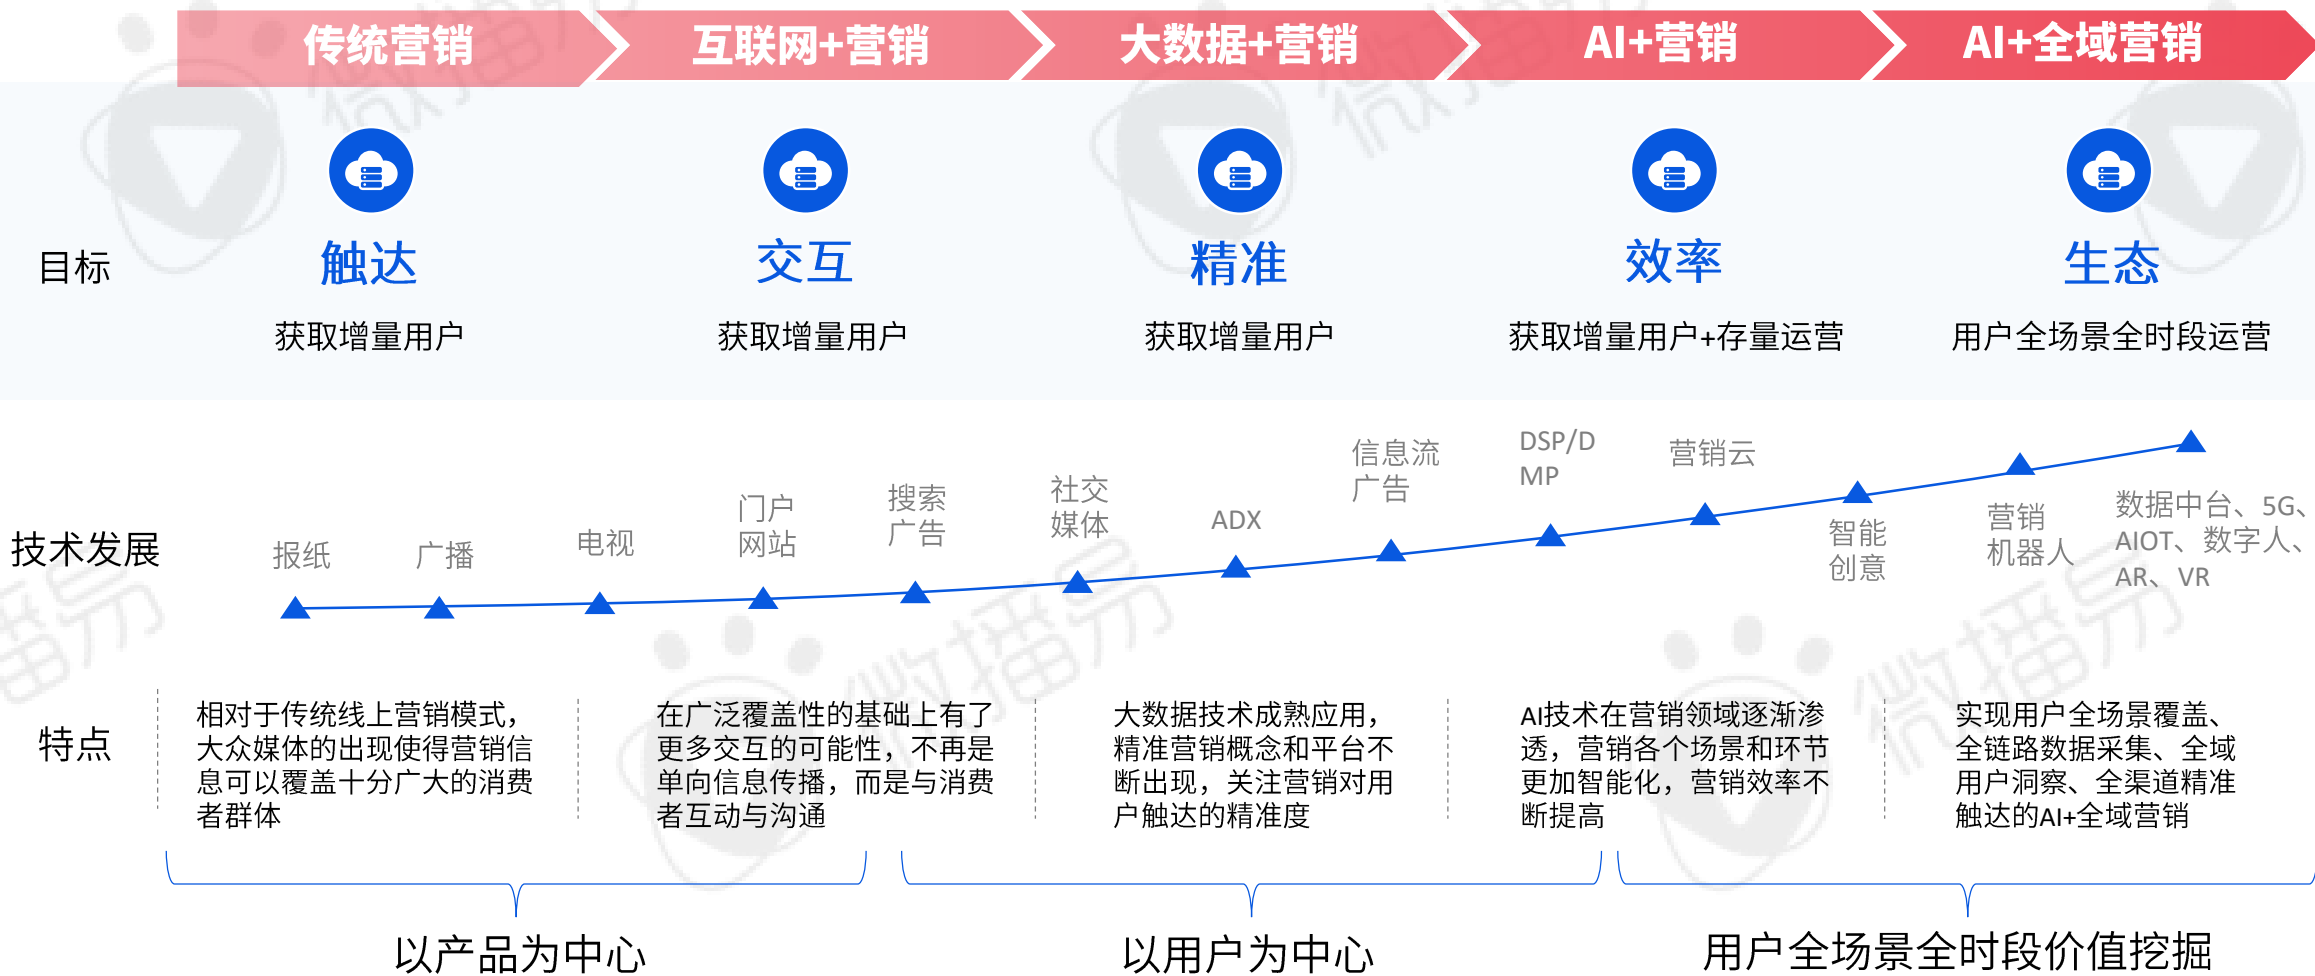 传统营销
互联网+营销
大数据+营销
AI+营销
AI+全域营销
目标
触达
交互
精准
效率
生态
获取增量用户
获取增量用户
获取增量用户
获取增量用户+存量运营
用户全场景全时段运营
技术发展
报纸
广播
电视
门户
网站
搜索
广告
社交
媒体
ADX
信息流
广告
DSP/D
MP
营销云
智能
创意
营销
机器人
数据中台、5G、
AIOT、数字人、
AR、VR
特点
相对于传统线上营销模式，
大众媒体的出现使得营销信
息可以覆盖十分广大的消费
者群体
在广泛覆盖性的基础上有了
更多交互的可能性，不再是
单向信息传播，而是与消费
者互动与沟通
大数据技术成熟应用，
精准营销概念和平台不
断出现，关注营销对用
户触达的精准度
AI技术在营销领域逐渐渗
透，营销各个场景和环节
更加智能化，营销效率不
断提高
实现用户全场景覆盖、
全链路数据采集、全域
用户洞察、全渠道精准
触达的AI+全域营销
以产品为中心
以用户为中心
用户全场景全时段价值挖掘
微播易
微播易
微播易
微播易
播易